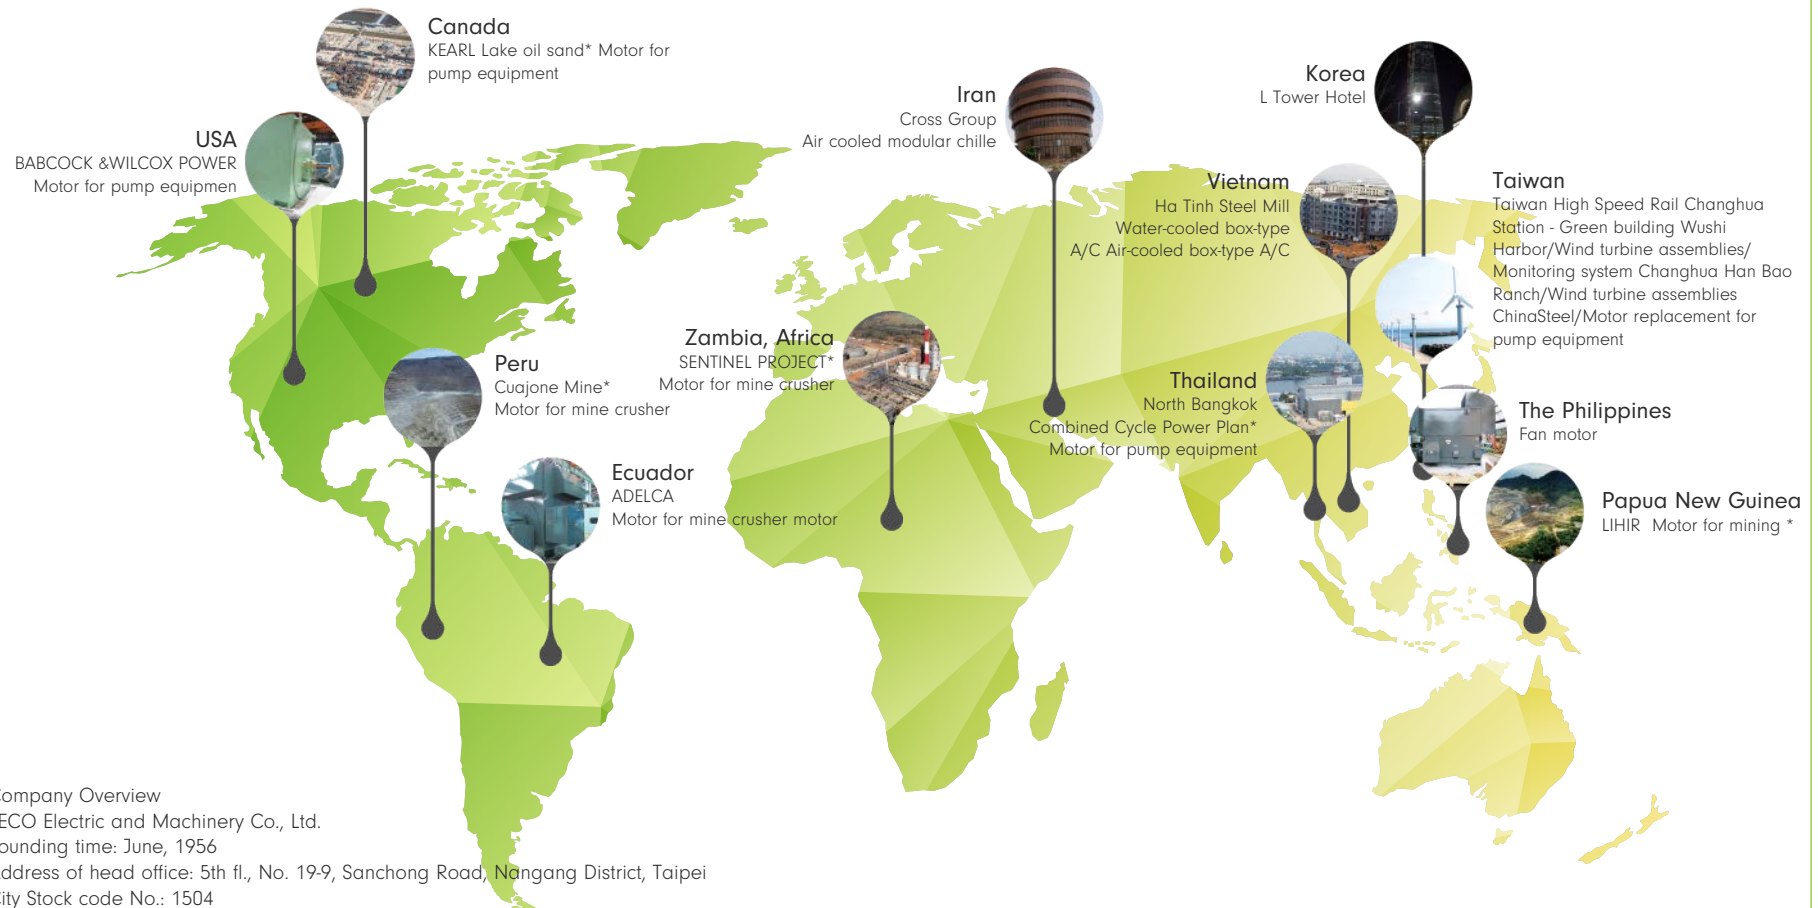 Canada
KEARL Lake oil sand* Motor for
pump equipment
USA
BABCOCK &WILCOX POWER
Motor for pump equipmen
Iran
Cross Group
Air cooled modular chille
Korea
L Tower Hotel
Vietnam
Ha Tinh Steel Mill
Water-cooled box-type
A/C Air-cooled box-type A/C
Taiwan
Taiwan High Speed Rail Changhua
Station - Green building Wushi
Harbor/Wind turbine assemblies/
Monitoring system Changhua Han Bao
Ranch/Wind turbine assemblies
ChinaSteel/Motor replacement for
pump equipment
Zambia, Africa
SENTINEL PROJECT*
Motor for mine crusher
Peru
Cuajone Mine*
Motor for mine crusher
Thailand
North Bangkok
Combined Cycle Power Plan*
Motor for pump equipment
The Philippines
Fan motor
Ecuador
ADELCA
Motor for mine crusher motor
Papua New Guinea
LIHIR Motor for mining *
ompany Overview
ECO Electric and Machinery Co., Ltd.
ounding time: June, 1956
ddress of head office: 5th fl., No. 19-9, Sanchong Road, Nangang District, Taipei
ity Stock code No.: 1504